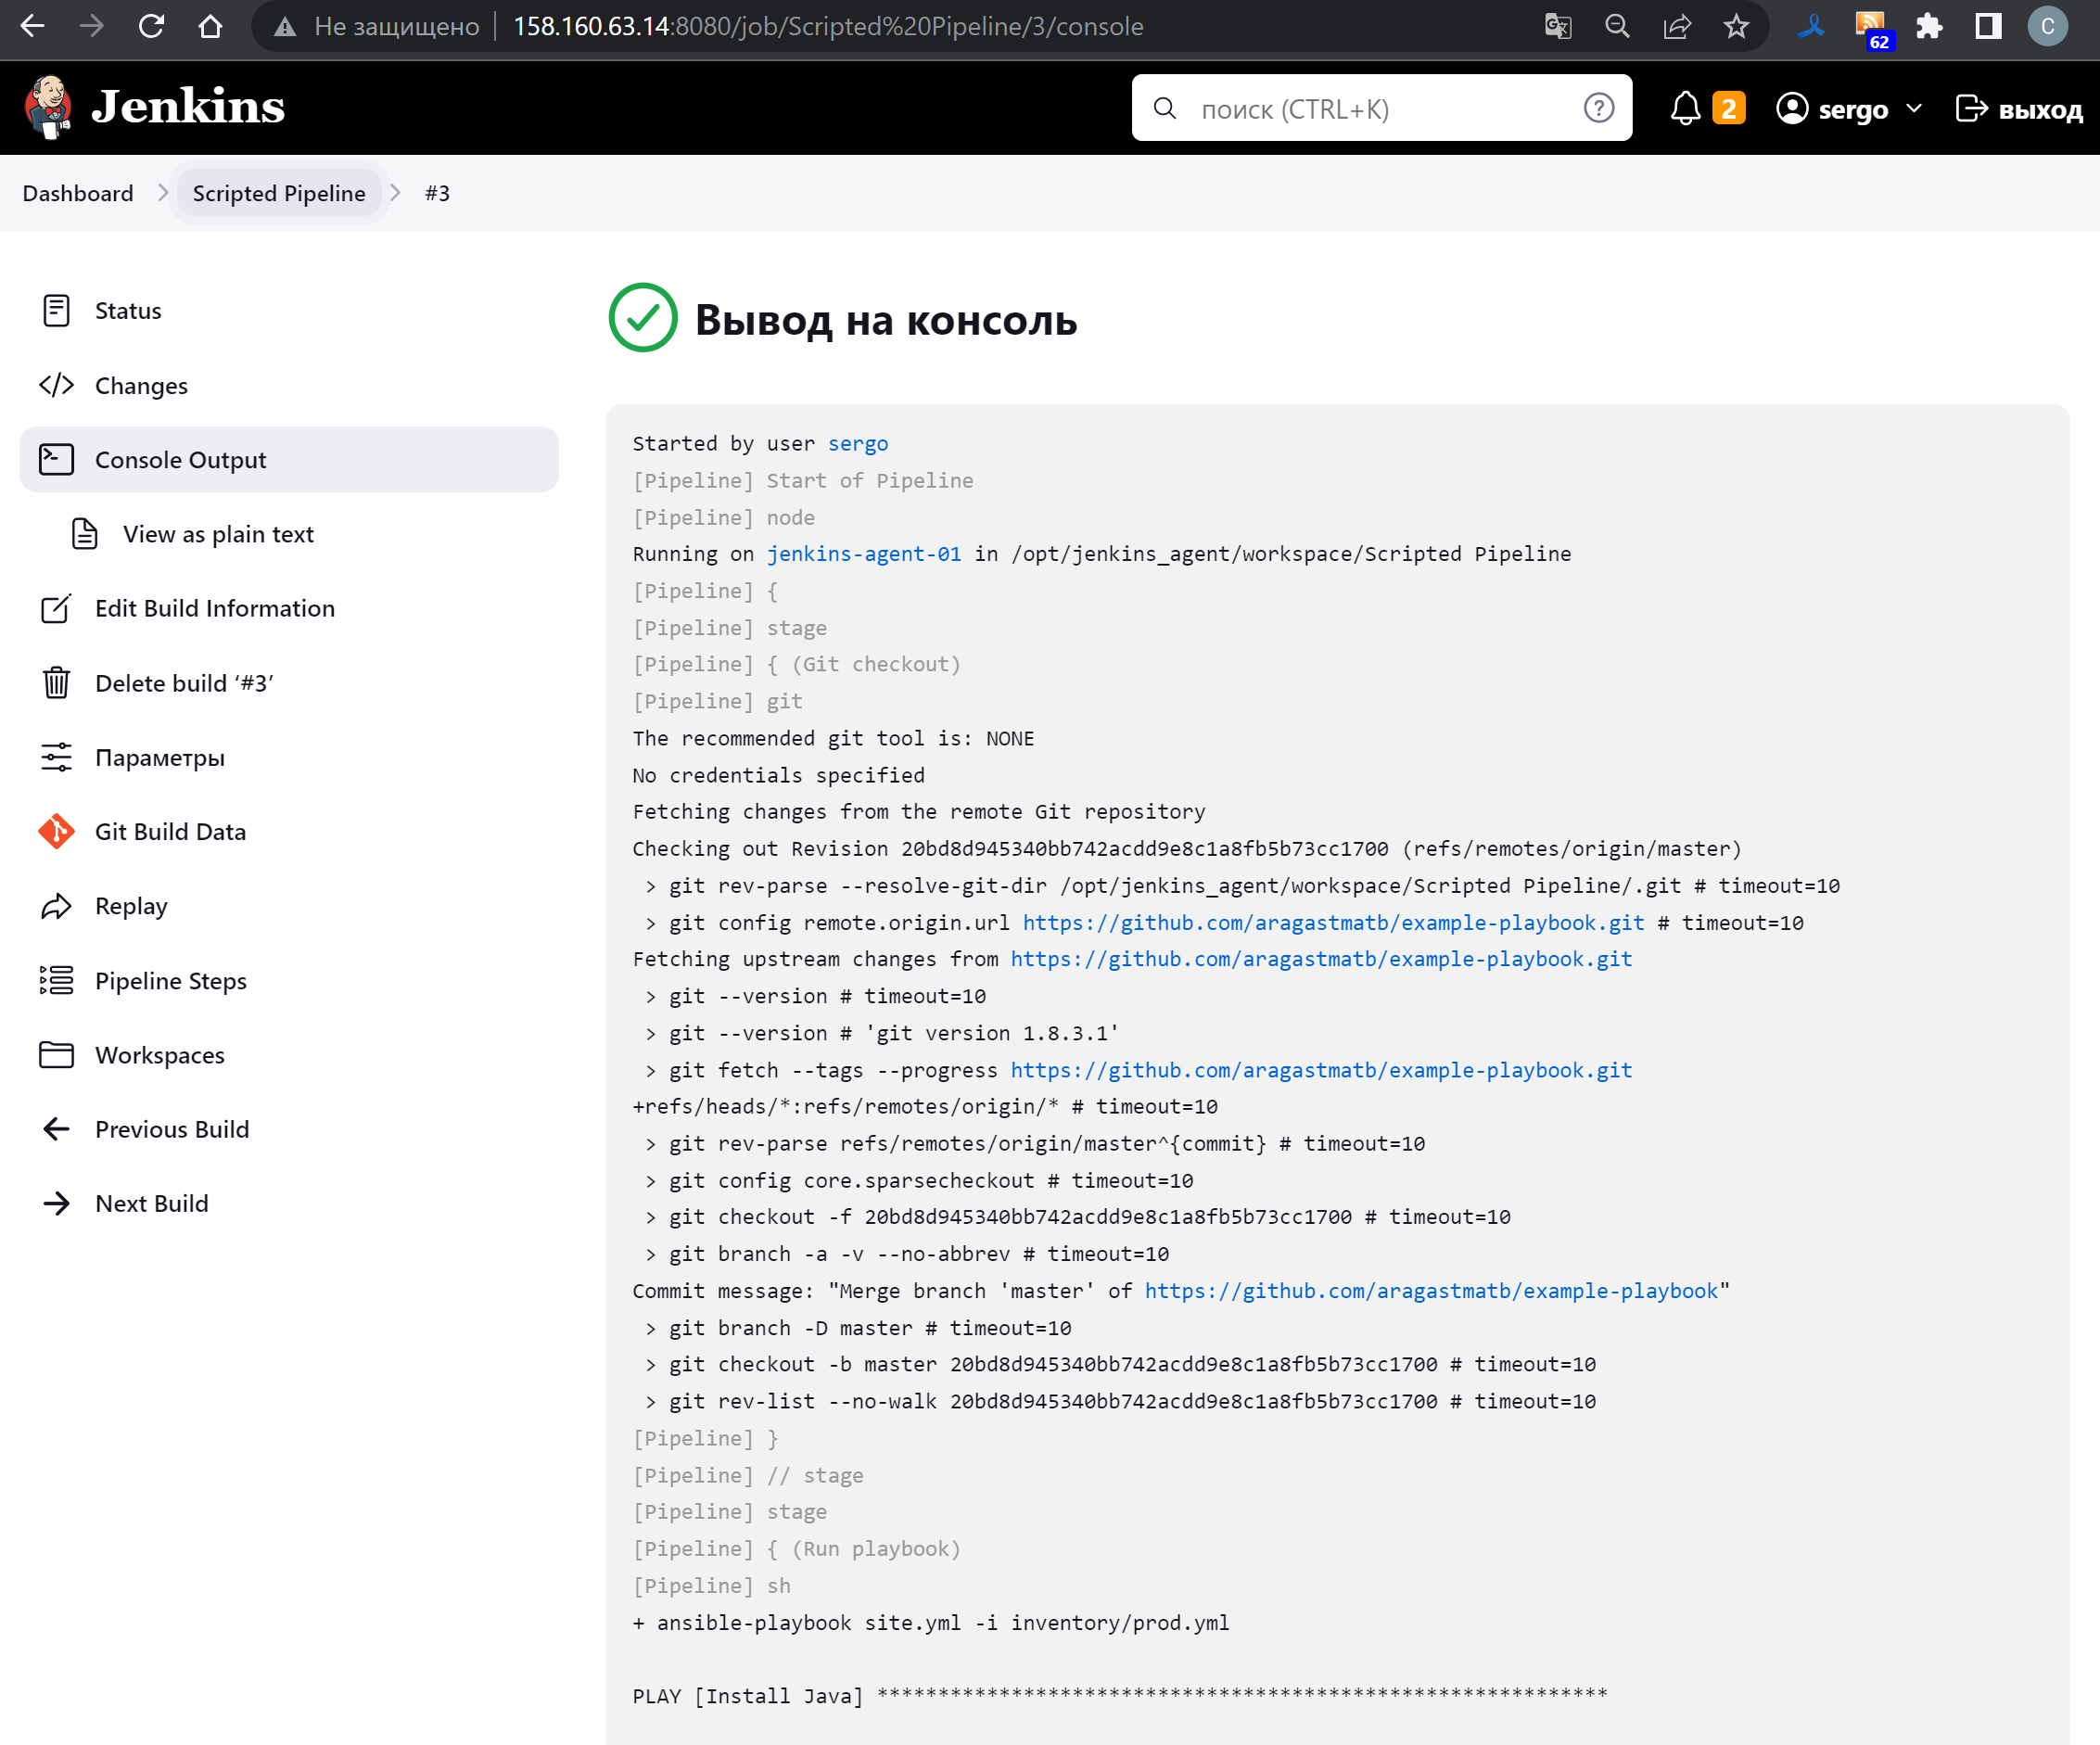 Не защищено 158.160.63.14:8080/job/Scripted%20Pipeline/3/console
62
C
Jenkins
поиск (CTRL+K)
?
2
sergo
выход
Dashboard
Scripted Pipeline
#3
Status
Changes
Console Output
View as plain text
Edit Build Information
Delete build ‘#3’
Параметры
Git Build Data
Replay
Pipeline Steps
Workspaces
Previous Build
Next Build
Вывод на консоль
Started by user sergo
[Pipeline] Start of Pipeline
[Pipeline] node
Running on jenkins-agent-01 in /opt/jenkins_agent/workspace/Scripted Pipeline
[Pipeline] {
[Pipeline] stage
[Pipeline] { (Git checkout)
[Pipeline] git
The recommended git tool is: NONE
No credentials specified
Fetching changes from the remote Git repository
Checking out Revision 20bd8d945340bb742acdd9e8c1a8fb5b73cc1700 (refs/remotes/origin/master)
> git rev-parse --resolve-git-dir /opt/jenkins_agent/workspace/Scripted Pipeline/.git # timeout=10
> git config remote.origin.url https://github.com/aragastmatb/example-playbook.git # timeout=10
Fetching upstream changes from https://github.com/aragastmatb/example-playbook.git
> git --version # timeout=10
> git --version # 'git version 1.8.3.1'
> git fetch --tags --progress https://github.com/aragastmatb/example-playbook.git
+refs/heads/*:refs/remotes/origin/* # timeout=10
> git rev-parse refs/remotes/origin/master^{commit} # timeout=10
> git config core.sparsecheckout # timeout=10
> git checkout -f 20bd8d945340bb742acdd9e8c1a8fb5b73cc1700 # timeout=10
> git branch -a -v --no-abbrev # timeout=10
Commit message: "Merge branch 'master' of https://github.com/aragastmatb/example-playbook"
> git branch -D master # timeout=10
> git checkout -b master 20bd8d945340bb742acdd9e8c1a8fb5b73cc1700 # timeout=10
> git rev-list --no-walk 20bd8d945340bb742acdd9e8c1a8fb5b73cc1700 # timeout=10
[Pipeline] }
[Pipeline] // stage
[Pipeline] stage
[Pipeline] { (Run playbook)
[Pipeline] sh
+ ansible-playbook site.yml -i inventory/prod.yml
PLAY [Install Java] ************************************************************